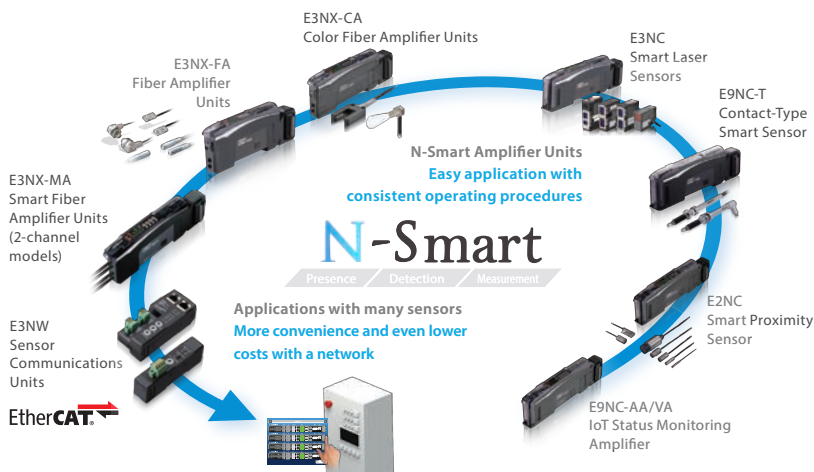 E3NX-CA
Color Fiber Amplifier Units
E3NX-FA
Fiber Amplifier
Units
E3NC
Smart Laser
Sensors
E9NC-T
Contact-Type
Smart Sensor
N-Smart Amplifier Units
Easy application with
consistent operating procedures
E3NX-MA
Smart Fiber
Amplifier Units
(2-channel
models)
N-Smart
Presence Detection Measurement
E2NC
Smart Proximity
Sensor
Applications with many sensors
More convenience and even lower
costs with a network
E3NW
Sensor
Communications
Units
EtherCAT®
E9NC-AA/VA
IoT Status Monitoring
Amplifier